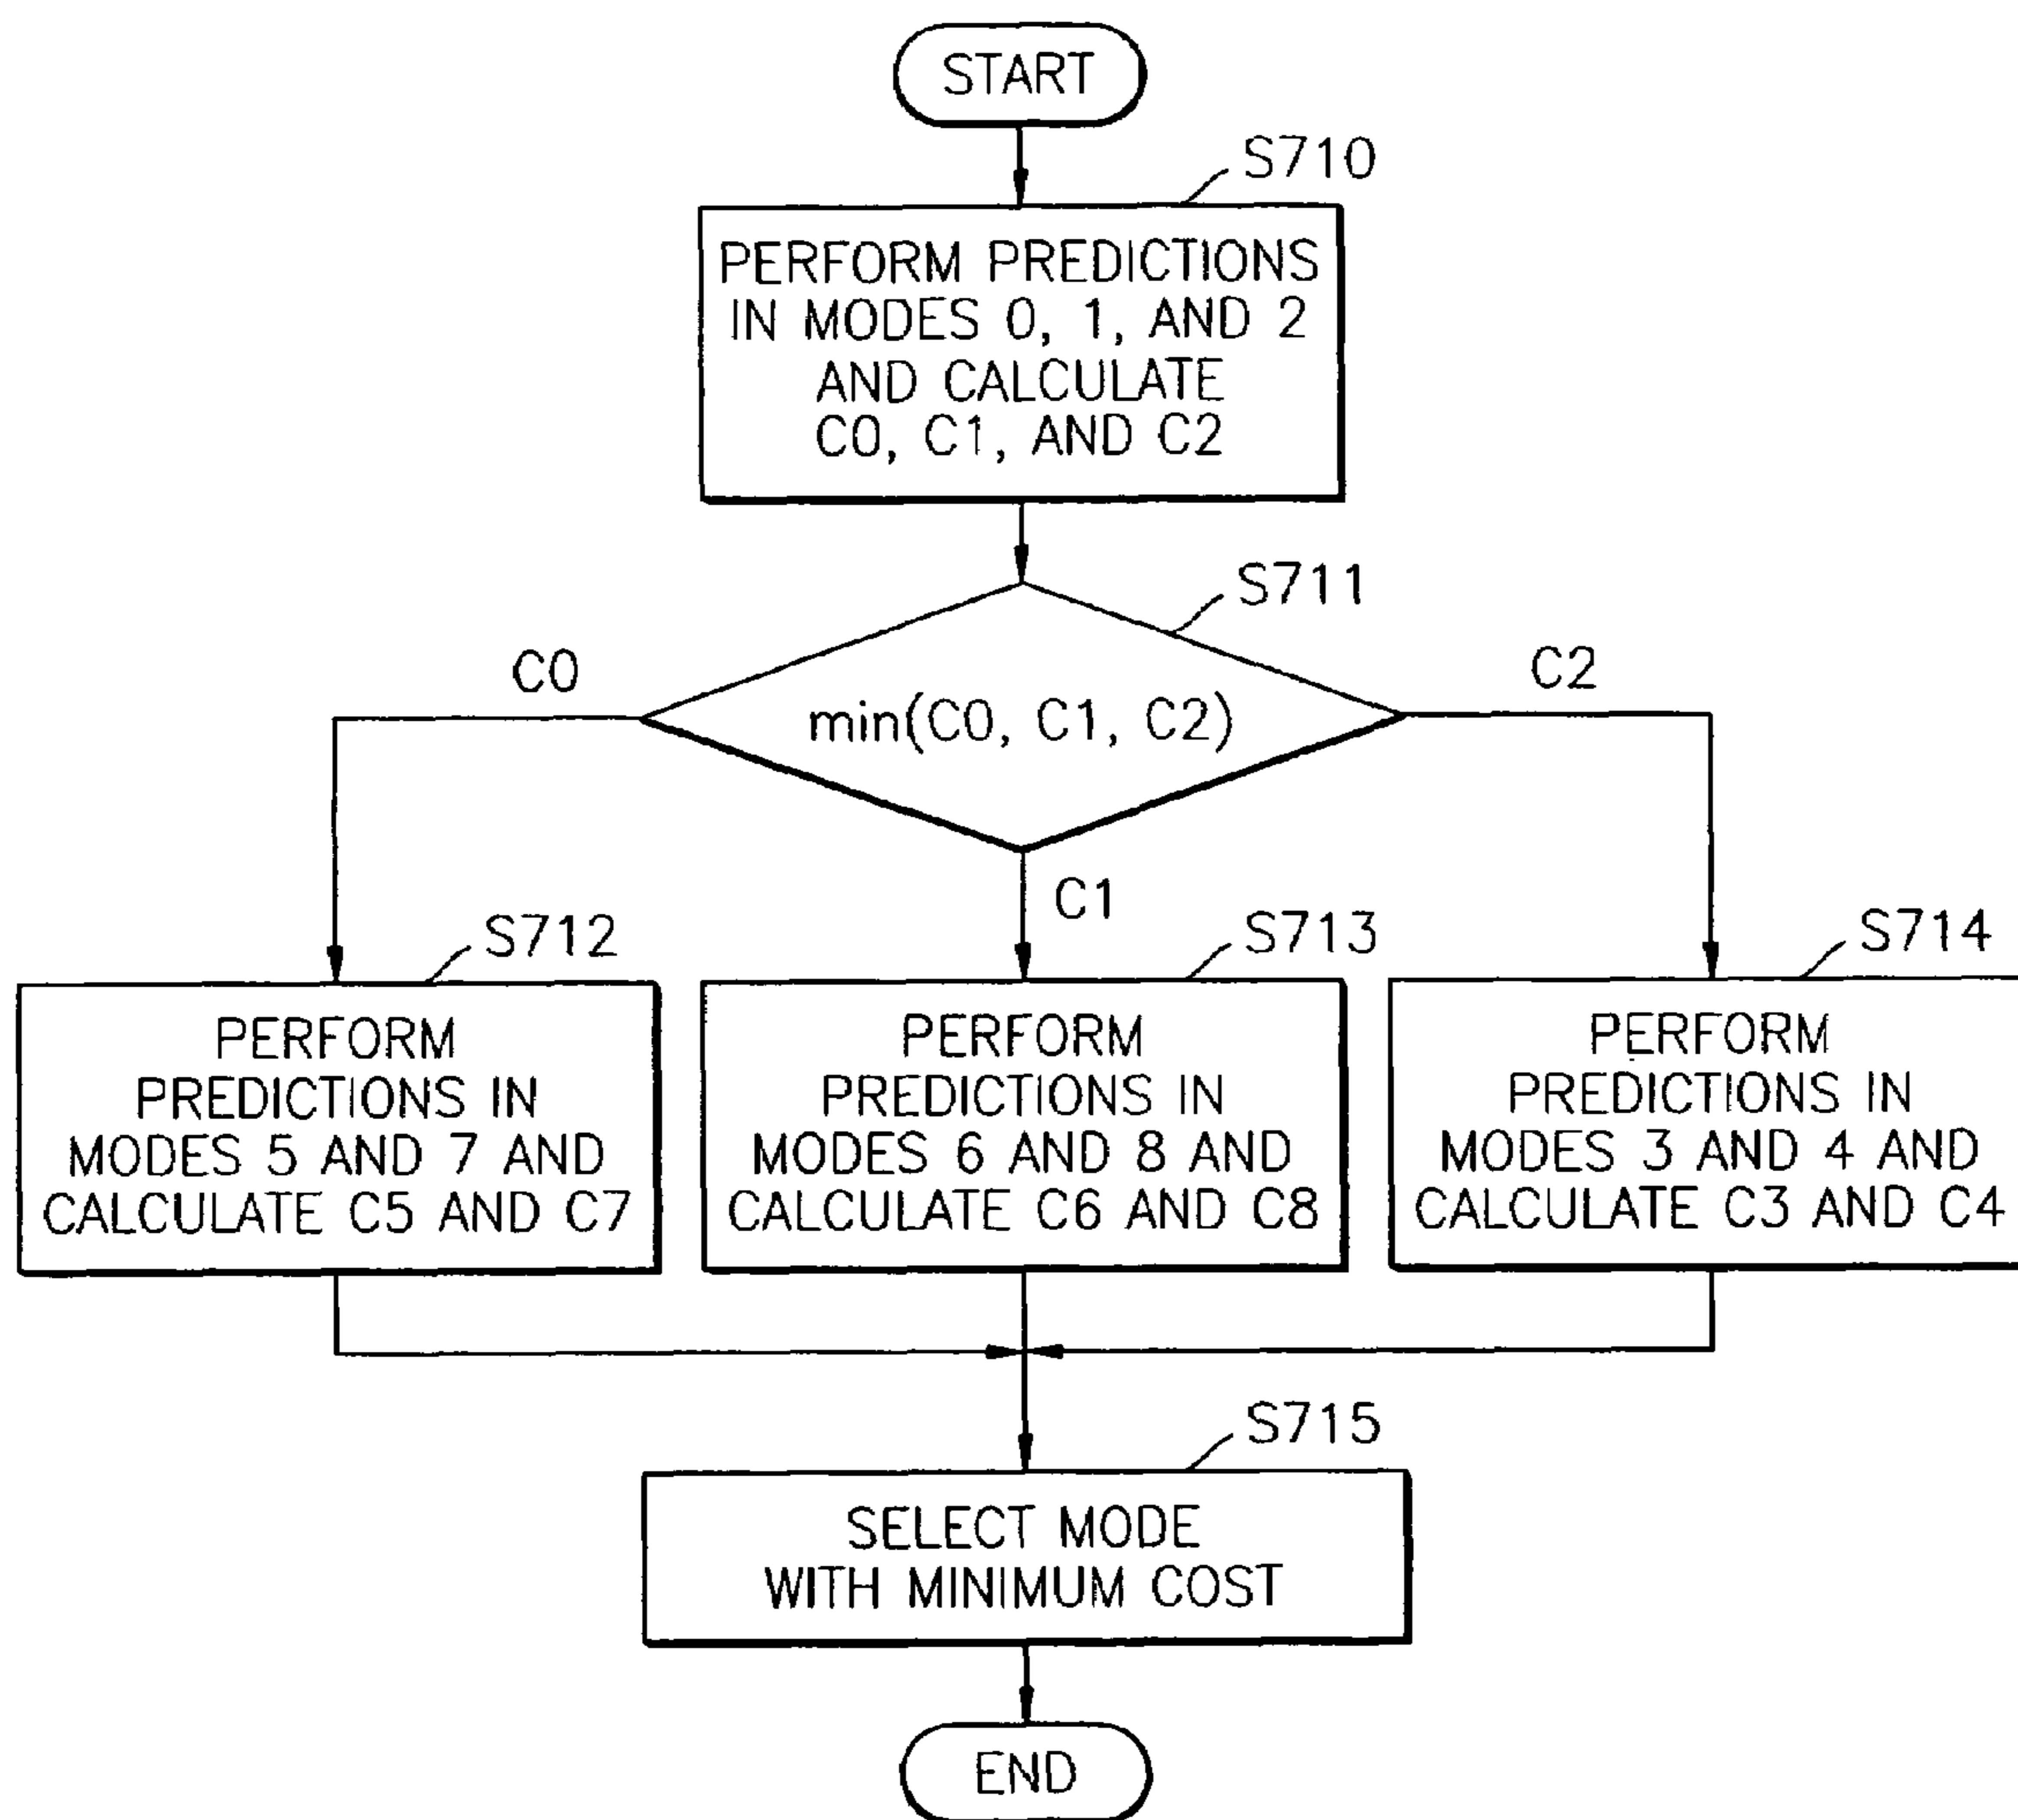 START
S710
PERFORM PREDICTIONS
IN MODES 0, 1, AND 2
AND CALCULATE
C0, C1, AND C2
S711
C0
min(C0, C1, C2)
C2
C1
S712
PERFORM
PREDICTIONS IN
MODES 5 AND 7 AND
CALCULATE C5 AND C7
S713
PERFORM
PREDICTIONS IN
MODES 6 AND 8 AND
CALCULATE C6 AND C8
S714
PERFORM
PREDICTIONS IN
MODES 3 AND 4 AND
CALCULATE C3 AND C4
S715
SELECT MODE
WITH MINIMUM COST
END